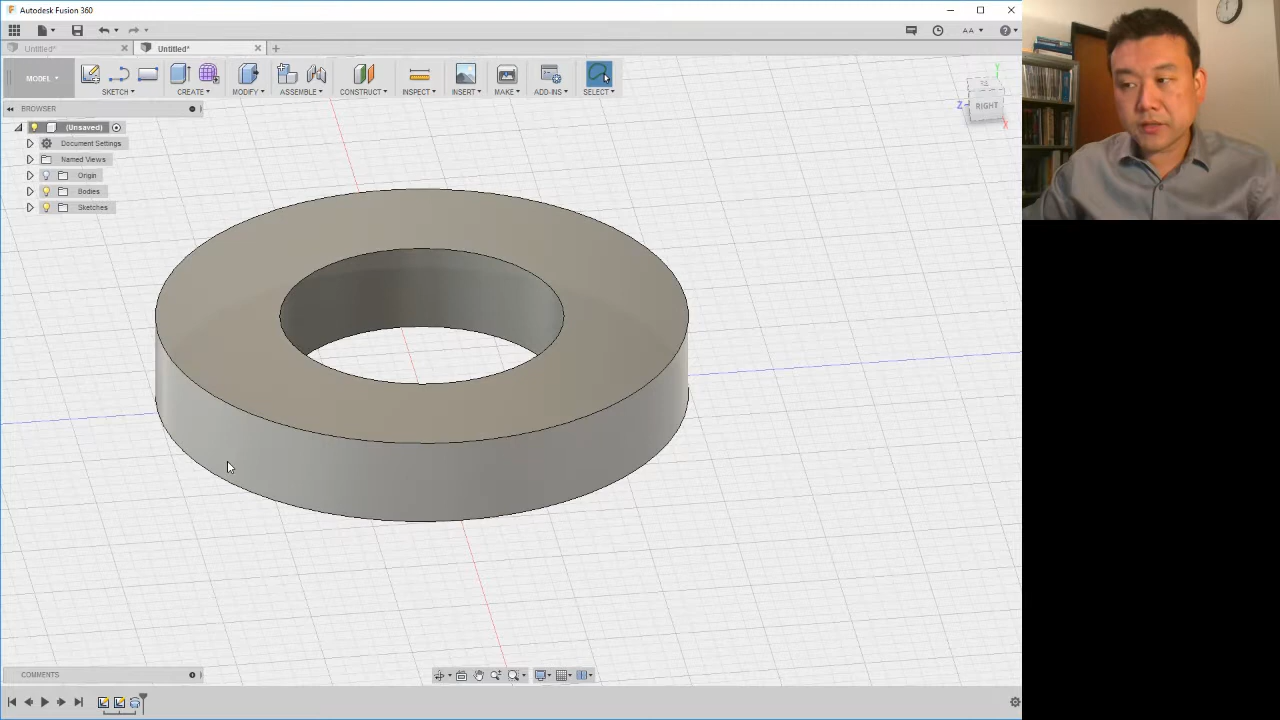 Autodesk Fusion 360
AA
Untitled*
Untitled*
MODEL
SKETCH
CREATE
MODIFY
ASSEMBLE
CONSTRUCT
INSPECT
INSERT
MAKE
ADD-INS
SELECT
Y
Z
RIGHT
X
BROWSER
(Unsaved)
Document Settings
Named Views
Origin
Bodies
Sketches
COMMENTS